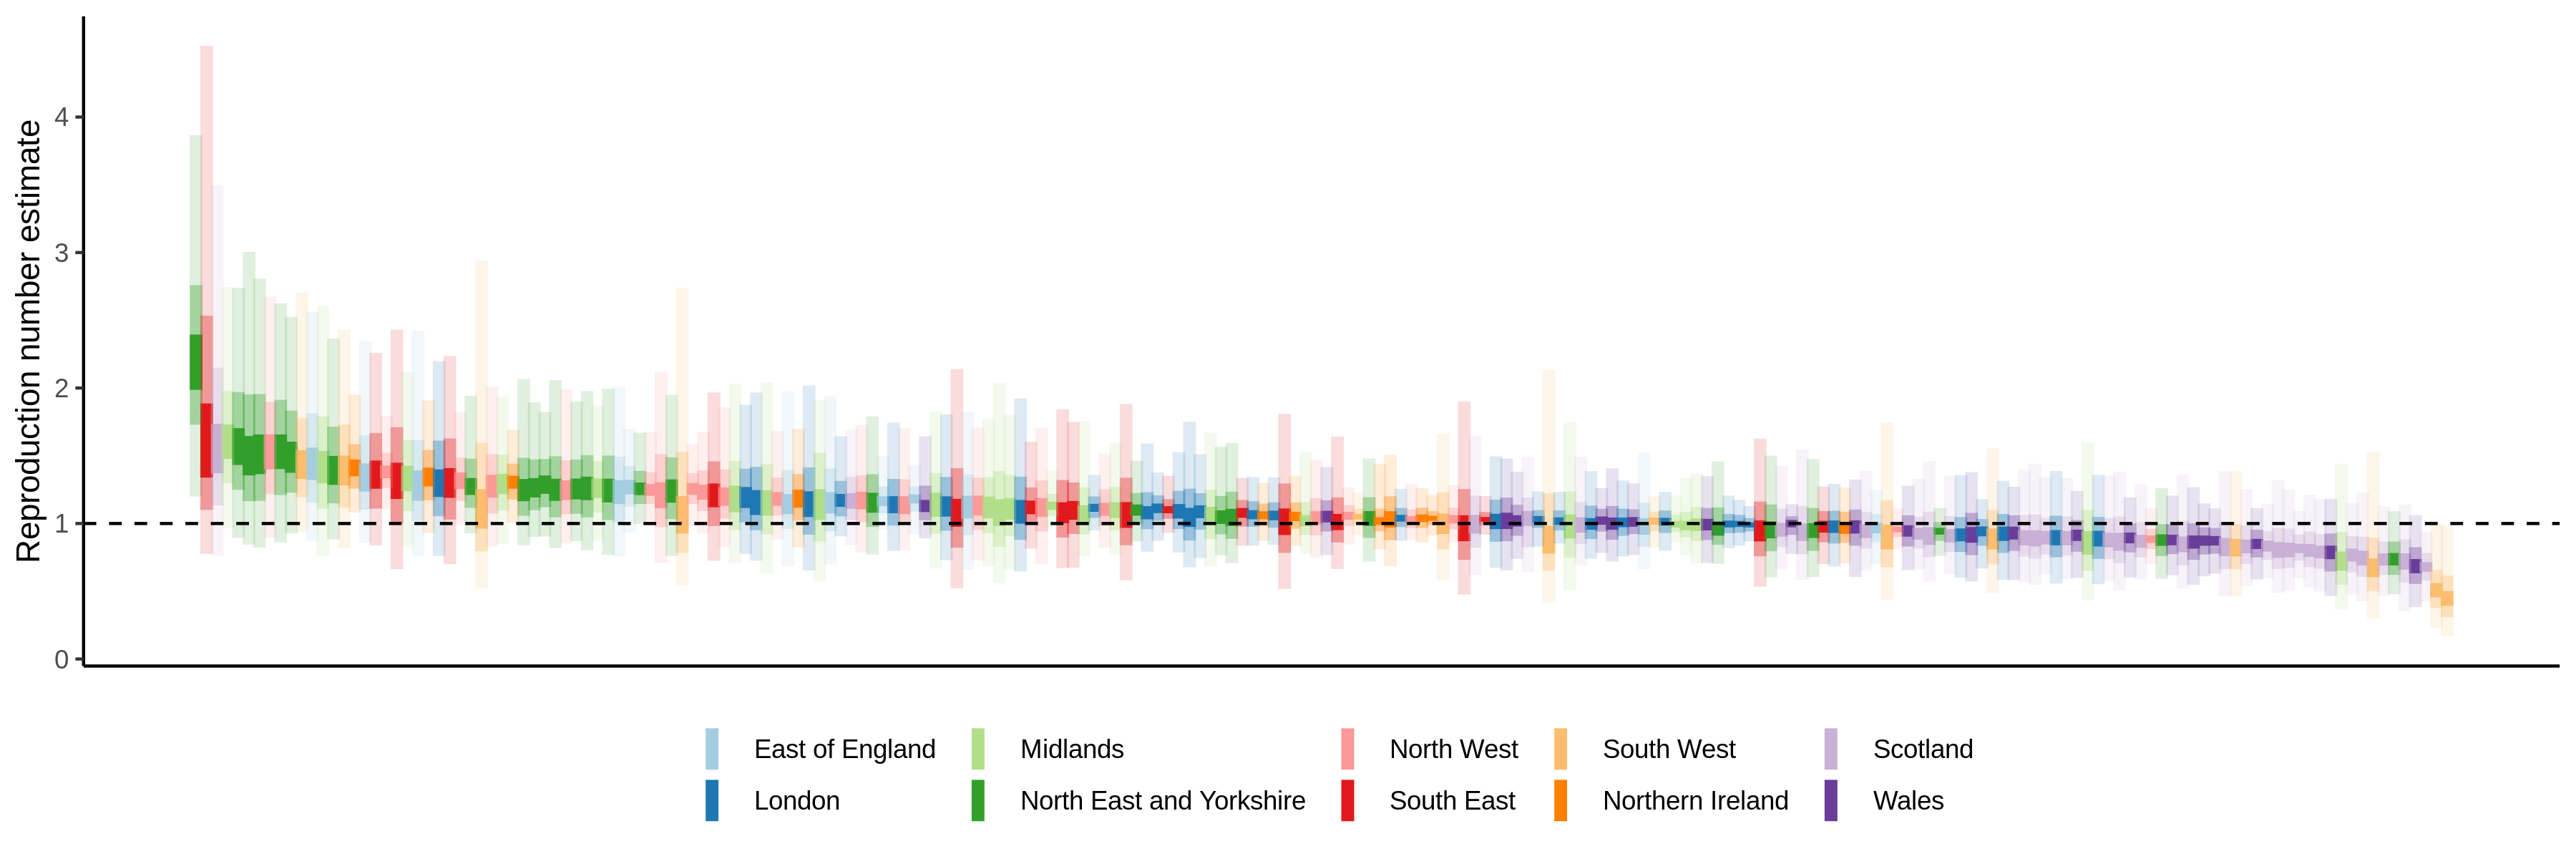 Reproduction number estimate
4
3
2
1
0
East of England
Midlands
North West
South West
Scotland
London
North East and Yorkshire
South East
Northern Ireland
Wales